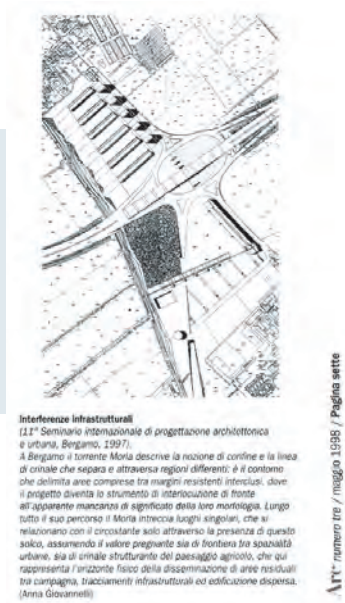 Interferenze infrastrutturali
(11° Seminario internazionale di progettazione architettonica
e urbana, Bergamo, 1997).
A Bergamo il torrente Morla descrive la nozione di confine e la linea
di crinale che separa e attraversa regioni differenti: è il contorno
che delimita aree comprese tra margini resistenti interclusi, dove
il progetto diventa lo strumento di interlocuzione di fronte
all'apparente mancanza di significato della loro morfologia. Lungo
tutto il suo percorso il Morla intreccia luoghi singolari, che si
relazionano con il circostante solo attraverso la presenza di questo
solco, assumendo il valore pregnante sia di frontiera tra spazialità
urbane, sia di crinale strutturante del paesaggio agricolo, che qui
rappresenta l'orizzonte fisico della disseminazione di aree residuali
tra campagna, tracciamenti infrastrutturali ed edificazione dispersa.
(Anna Giovannelli)
Arc numero tre / maggio 1998 / Pagina sette